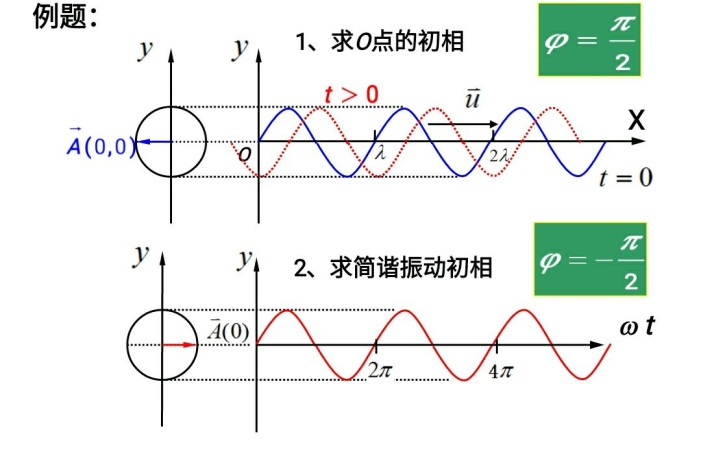 例题：
1、求O点的初相
φ = π/2
y
y
t > 0
u⃗
X
A⃗(0,0)
O
λ
2λ
t = 0
2、求简谐振动初相
φ = −π/2
y
y
A⃗(0)
ω t
2π
4π